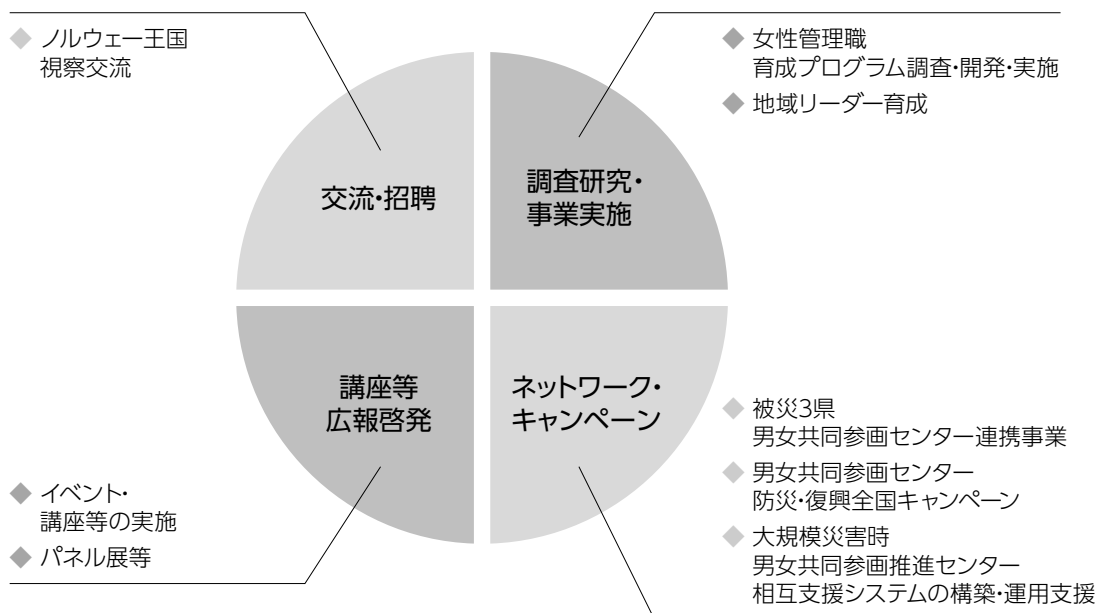 ◆ ノルウェー王国
視察交流
◆ 女性管理職
育成プログラム調査・開発・実施
◆ 地域リーダー育成
交流・招聘
調査研究・
事業実施
講座等
広報啓発
ネットワーク・
キャンペーン
◆ イベント・
講座等の実施
◆ パネル展等
◆ 被災3県
男女共同参画センター連携事業
◆ 男女共同参画センター
防災・復興全国キャンペーン
◆ 大規模災害時
男女共同参画推進センター
相互支援システムの構築・運用支援